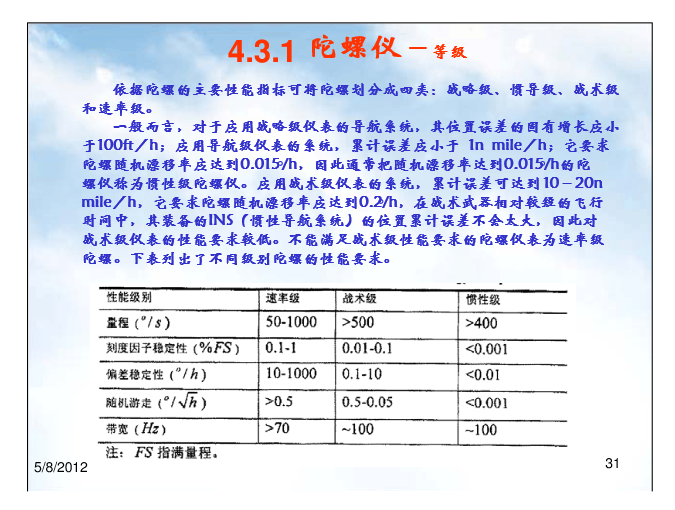 4.3.1 陀螺仪－等级
依据陀螺的主要性能指标可将陀螺划分成四类：战略级、惯导级、战术级
和速率级。
一般而言，对于应用战略级仪表的导航系统，其位置误差的固有增长应小
于100ft／h；应用导航级仪表的系统，累计误差应小于 1n mile／h；它要求
陀螺随机漂移率应达到0.015°/h，因此通常把随机漂移率达到0.015°/h的陀
螺仪称为惯性级陀螺仪。应用战术级仪表的系统，累计误差可达到10－20n
mile／h，它要求陀螺随机漂移率应达到0.2°/h，在战术武器相对较短的飞行
时间中，其装备的INS（惯性导航系统）的位置累计误差不会太大，因此对
战术级仪表的性能要求较低。不能满足战术级性能要求的陀螺仪表为速率级
陀螺。下表列出了不同级别陀螺的性能要求。
性能级别 速率级 战术级 惯性级
量程 (°/s) 50-1000 >500 >400
刻度因子稳定性 (%FS) 0.1-1 0.01-0.1 <0.001
偏差稳定性 (°/h) 10-1000 0.1-10 <0.01
随机游走 (°/√h) >0.5 0.5-0.05 <0.001
带宽 (Hz) >70 ~100 ~100
注：FS 指满量程。
5/8/2012
31